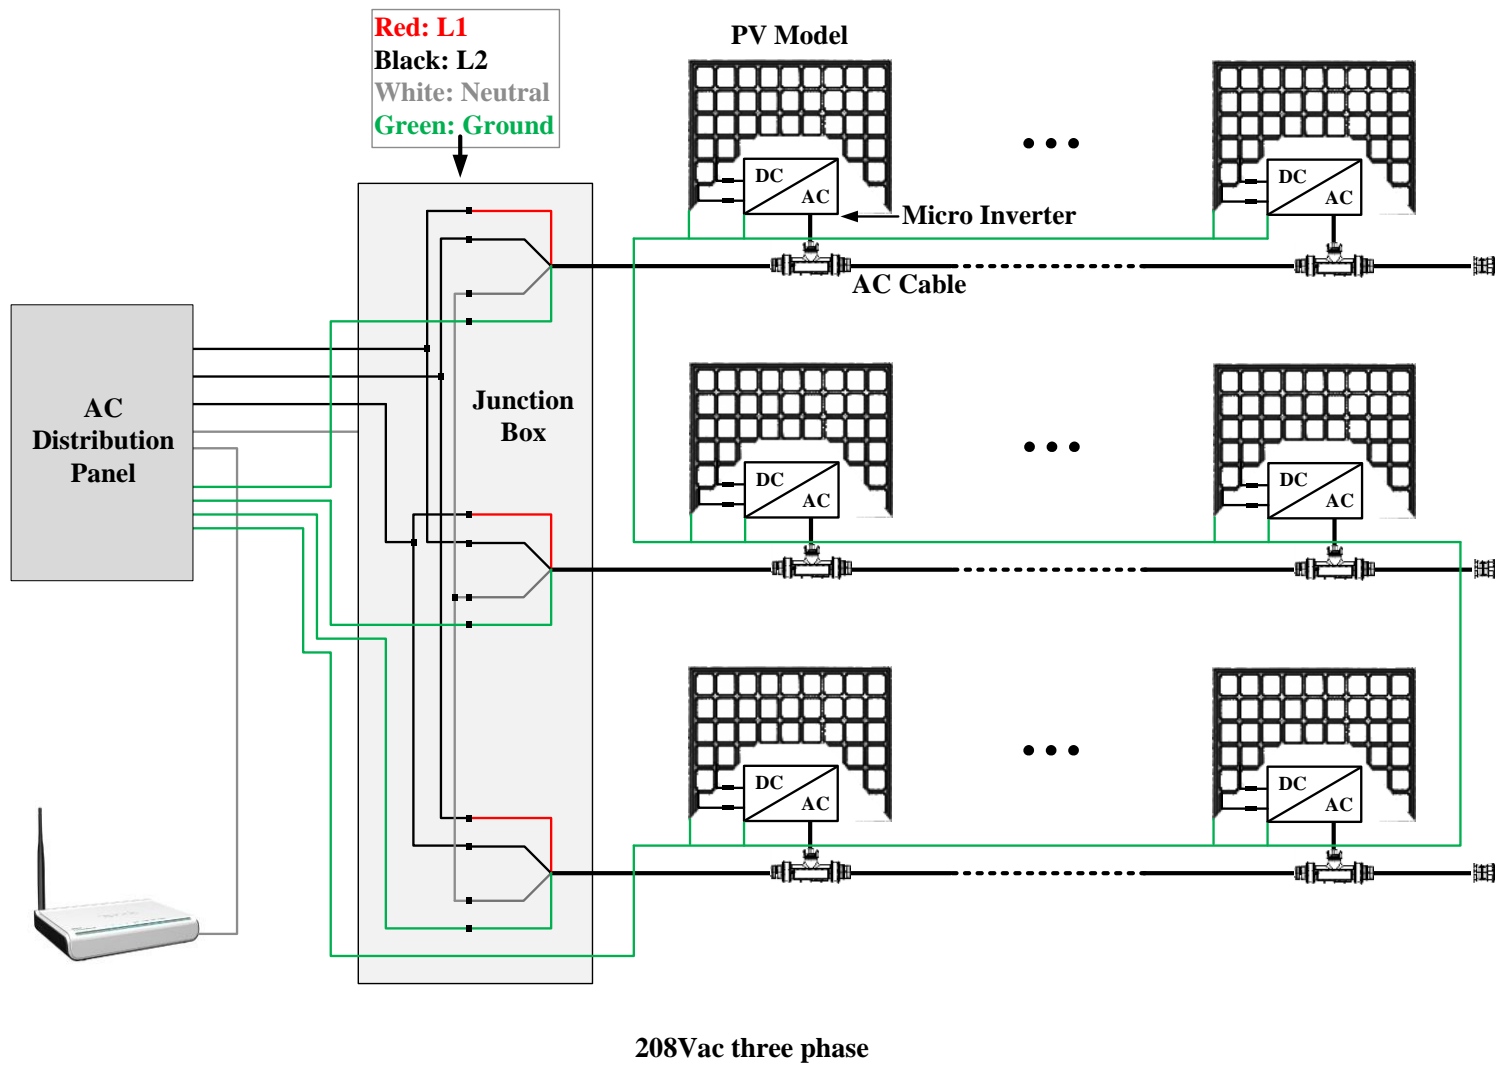 Red: L1
Black: L2
White: Neutral
Green: Ground
PV Model
DC
AC
Micro Inverter
DC
AC
AC Cable
AC
Distribution
Panel
Junction
Box
DC
AC
DC
AC
DC
AC
DC
AC
208Vac three phase